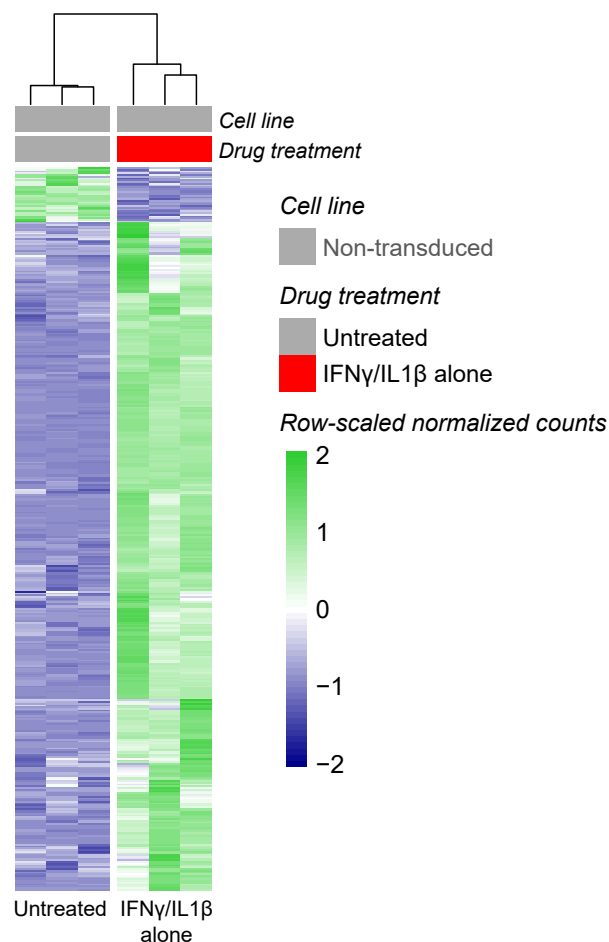 Cell line
Drug treatment
Cell line
Non-transduced
Drug treatment
Untreated
IFNγ/IL1β alone
Row-scaled normalized counts
2
1
0
−1
−2
Untreated
IFNγ/IL1β
alone